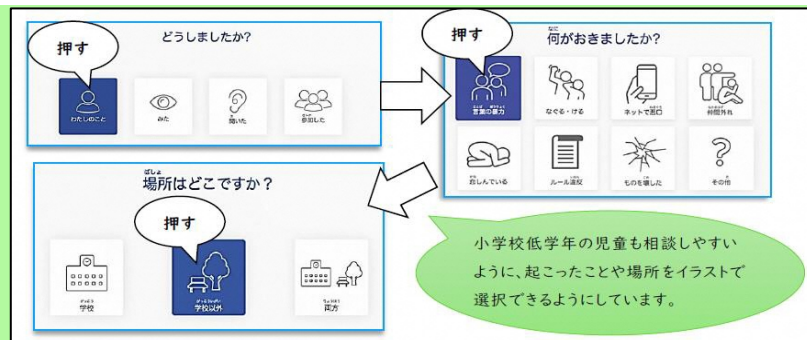 どうしましたか?
押す
わたしのこと
みた
聞いた
参加した
何がおきましたか?
押す
言葉の暴力
なぐる・ける
ネットで悪口
仲間外れ
悲しんでいる
ルール違反
ものを壊した
その他
場所はどこですか?
押す
学校
学校以外
両方
小学校低学年の児童も相談しやすい
ように、起こったことや場所をイラストで
選択できるようにしています。